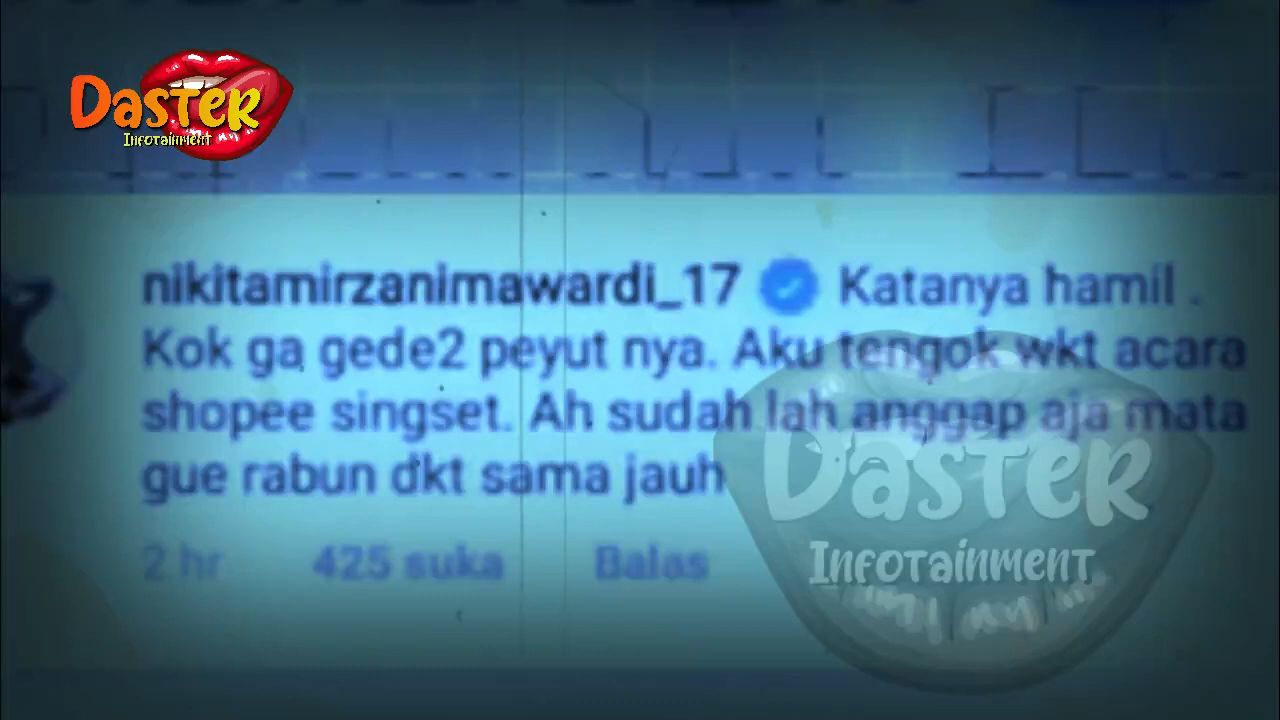 DASTER
INFOTAINMENT
nikitamirzanimawardi_17 Katanya hamil .
Kok ga gede2 peyut nya. Aku tengok wkt acara
shopee singset. Ah sudah lah anggap aja mata
gue rabun dkt sama jauh
2 hr 425 suka Balas
DASTER
INFOTAINMENT